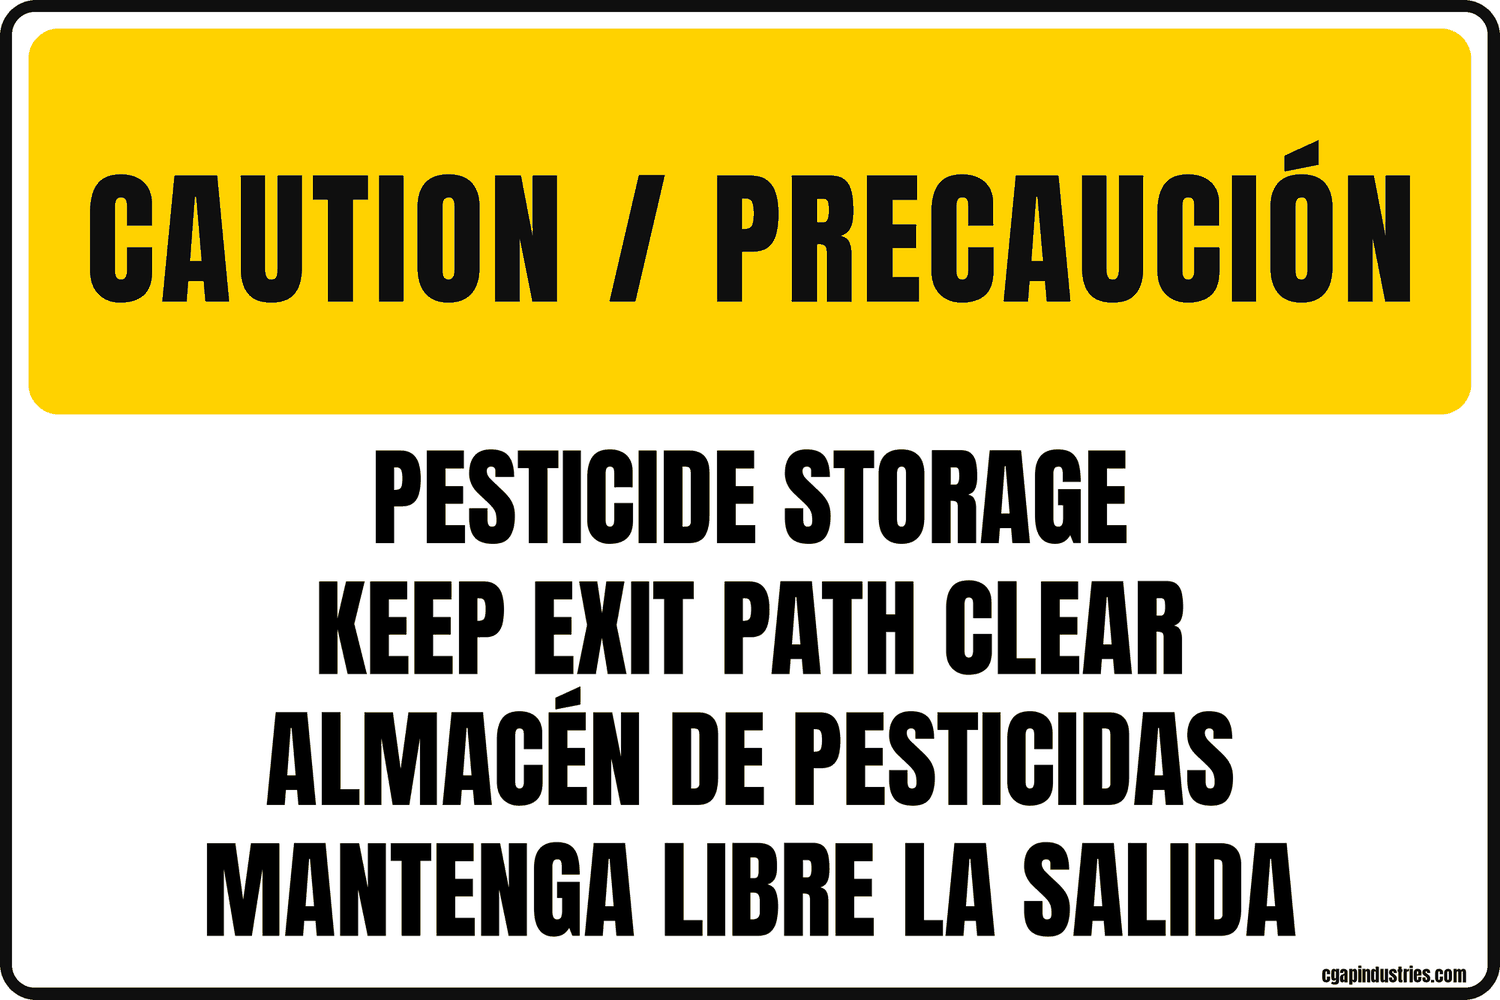 CAUTION / PRECAUCIÓN
PESTICIDE STORAGE
KEEP EXIT PATH CLEAR
ALMACÉN DE PESTICIDAS
MANTENGA LIBRE LA SALIDA
cgapindustries.com